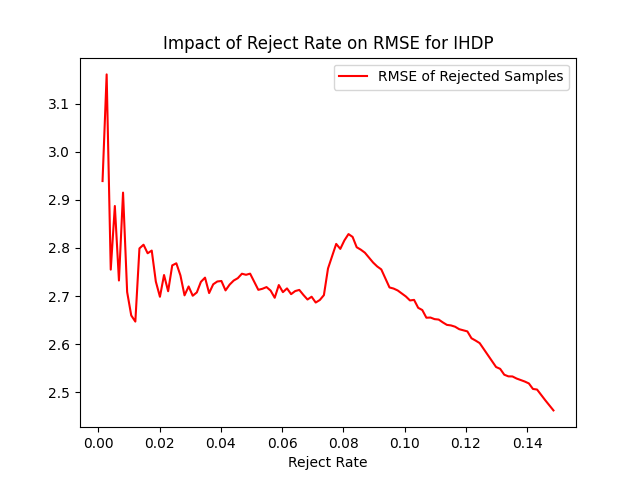 Impact of Reject Rate on RMSE for IHDP
RMSE of Rejected Samples
3.1
3.0
2.9
2.8
2.7
2.6
2.5
0.00 0.02 0.04 0.06 0.08 0.10 0.12 0.14
Reject Rate